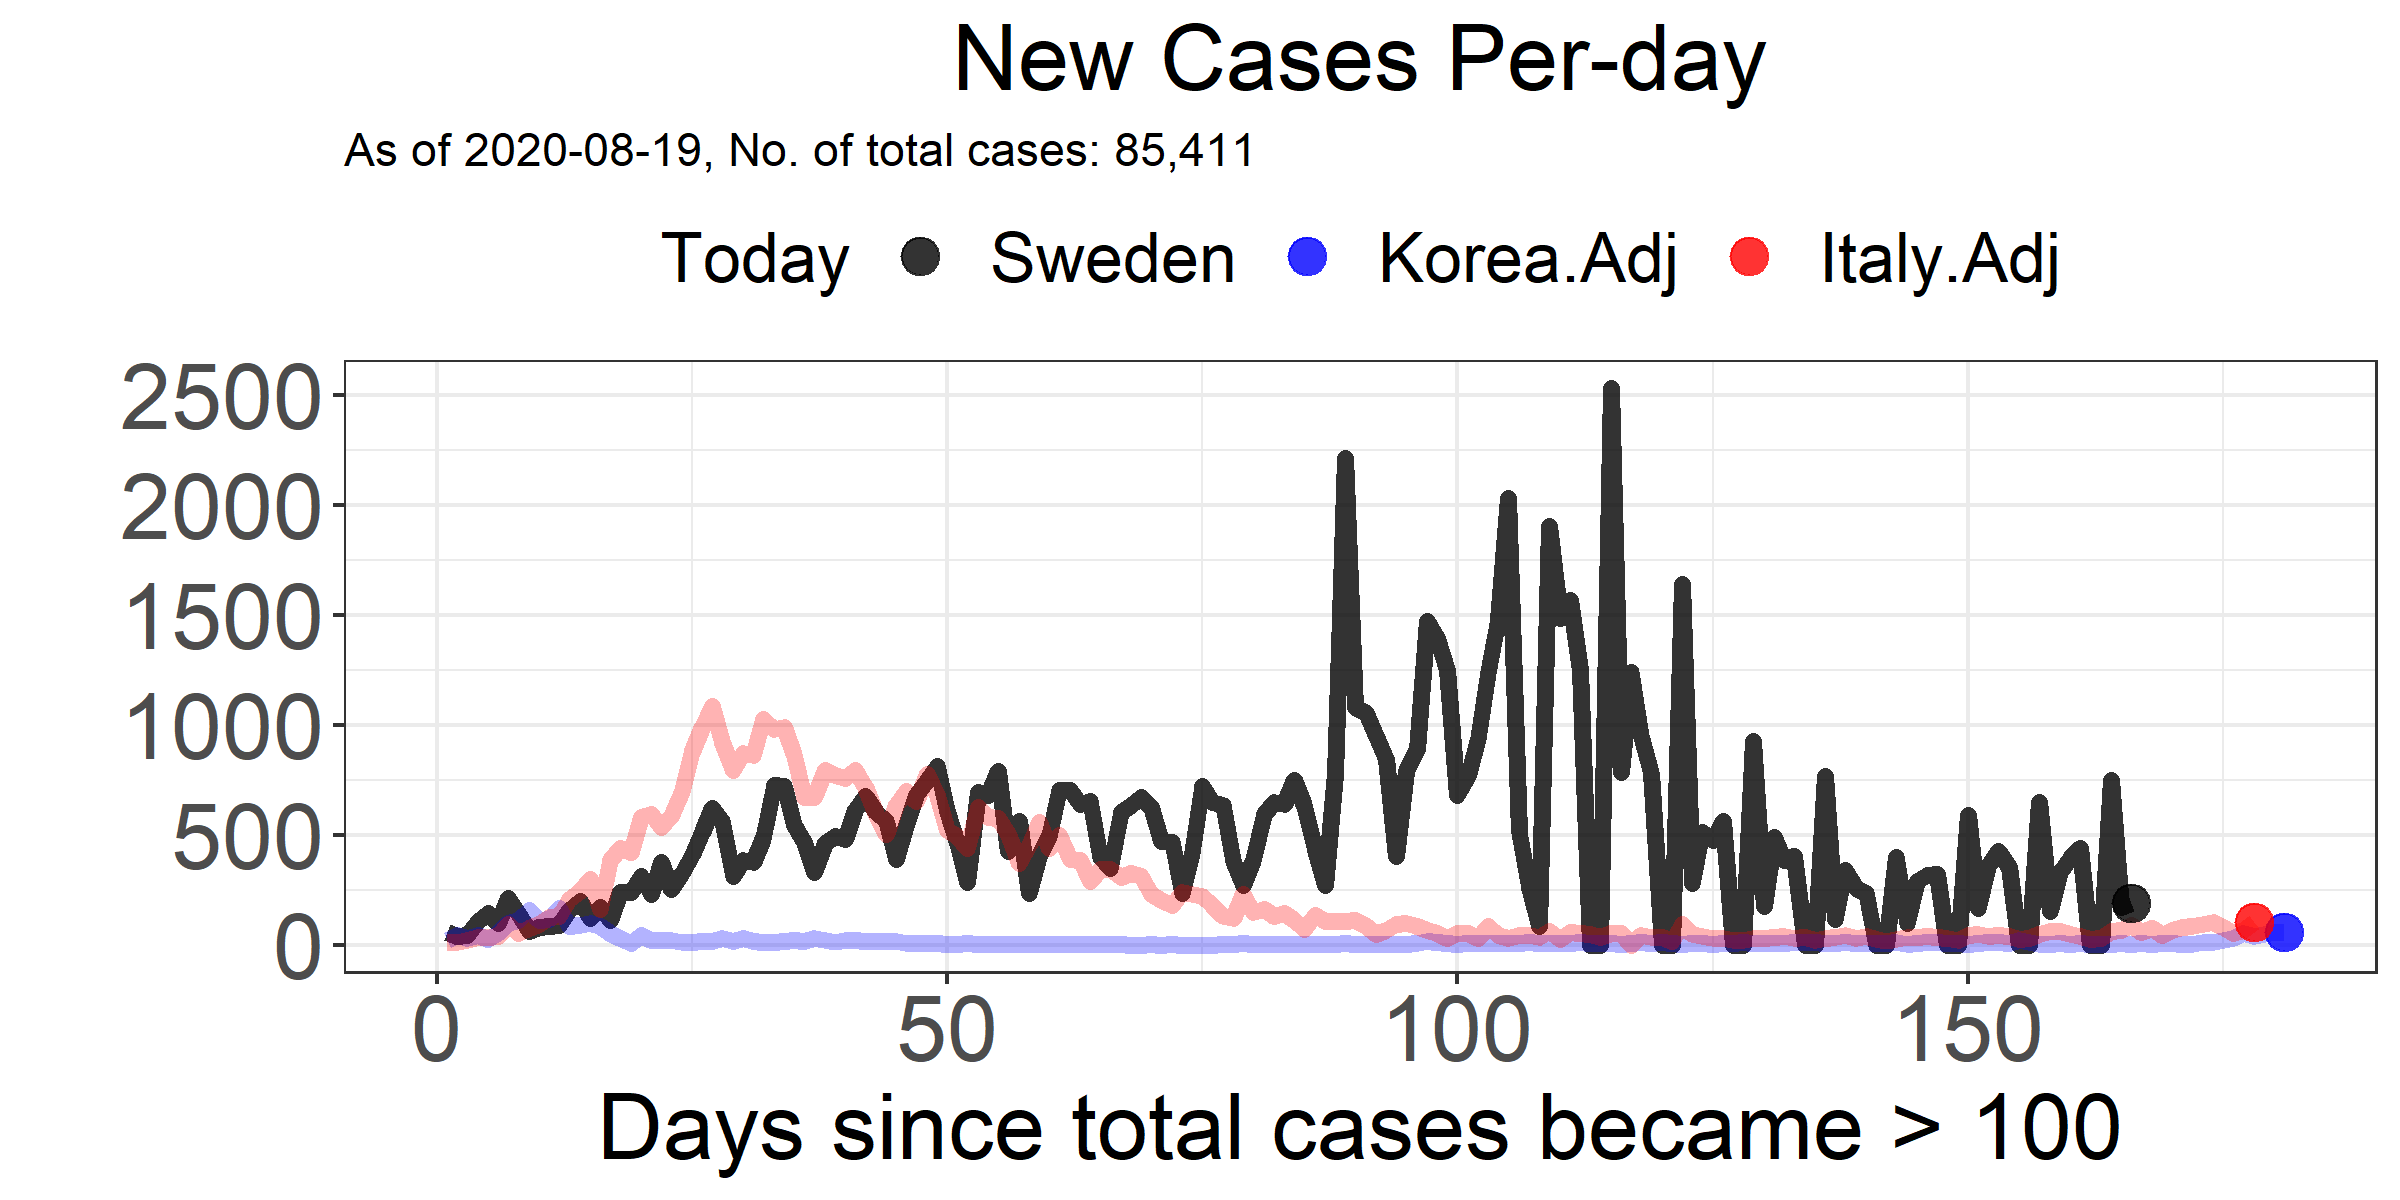 New Cases Per-day
As of 2020-08-19, No. of total cases: 85,411
Today Sweden Korea.Adj Italy.Adj
2500
2000
1500
1000
500
0
0 50 100 150
Days since total cases became > 100